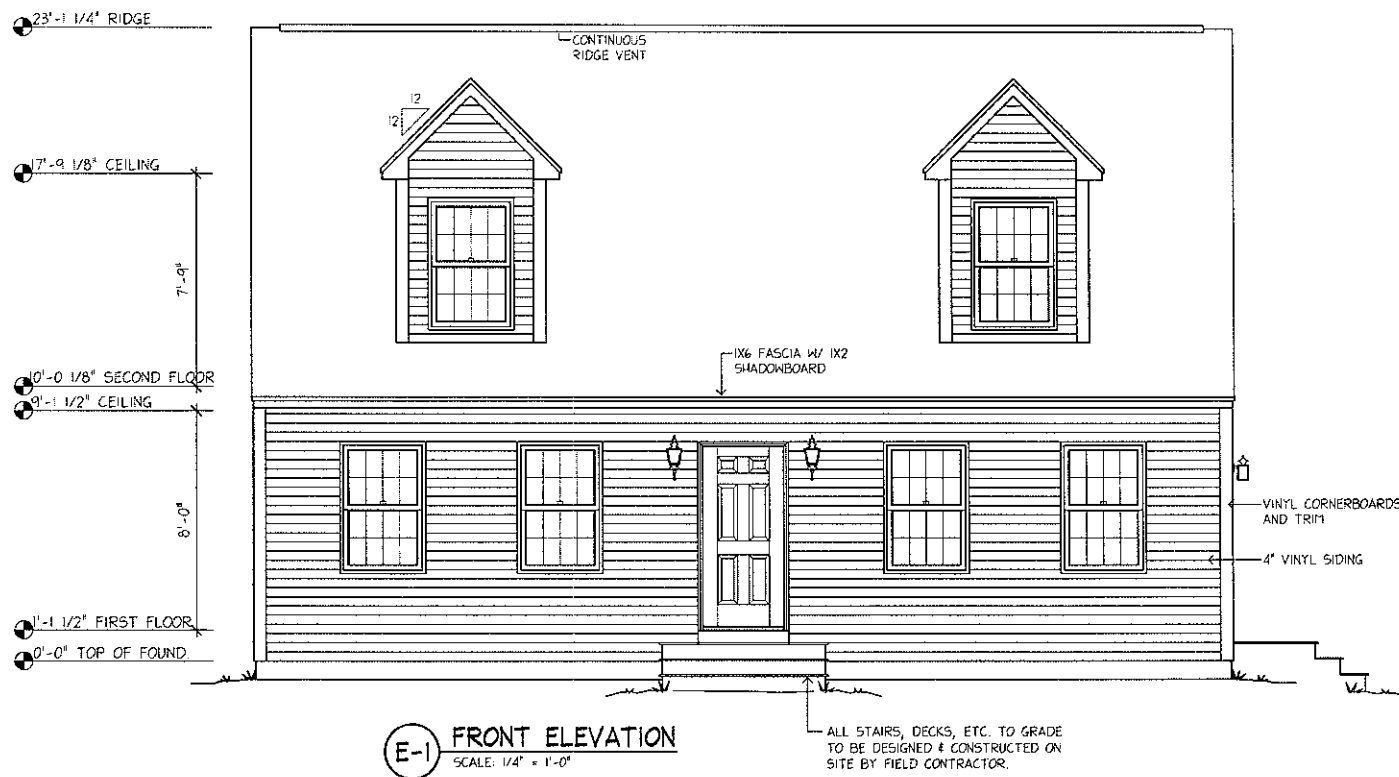 23'-1 1/4" RIDGE
CONTINUOUS
RIDGE VENT
12
12
17'-9 1/8" CEILING
7'-9"
1X6 FASCIA W/ 1X2
SHADOWBOARD
10'-0 1/8" SECOND FLOOR
9'-1 1/2" CEILING
8'-0"
VINYL CORNERBOARDS
AND TRIM
4" VINYL SIDING
1'-1 1/2" FIRST FLOOR
0'-0" TOP OF FOUND.
E-1
FRONT ELEVATION
SCALE: 1/4" = 1'-0"
ALL STAIRS, DECKS, ETC. TO GRADE
TO BE DESIGNED & CONSTRUCTED ON
SITE BY FIELD CONTRACTOR.